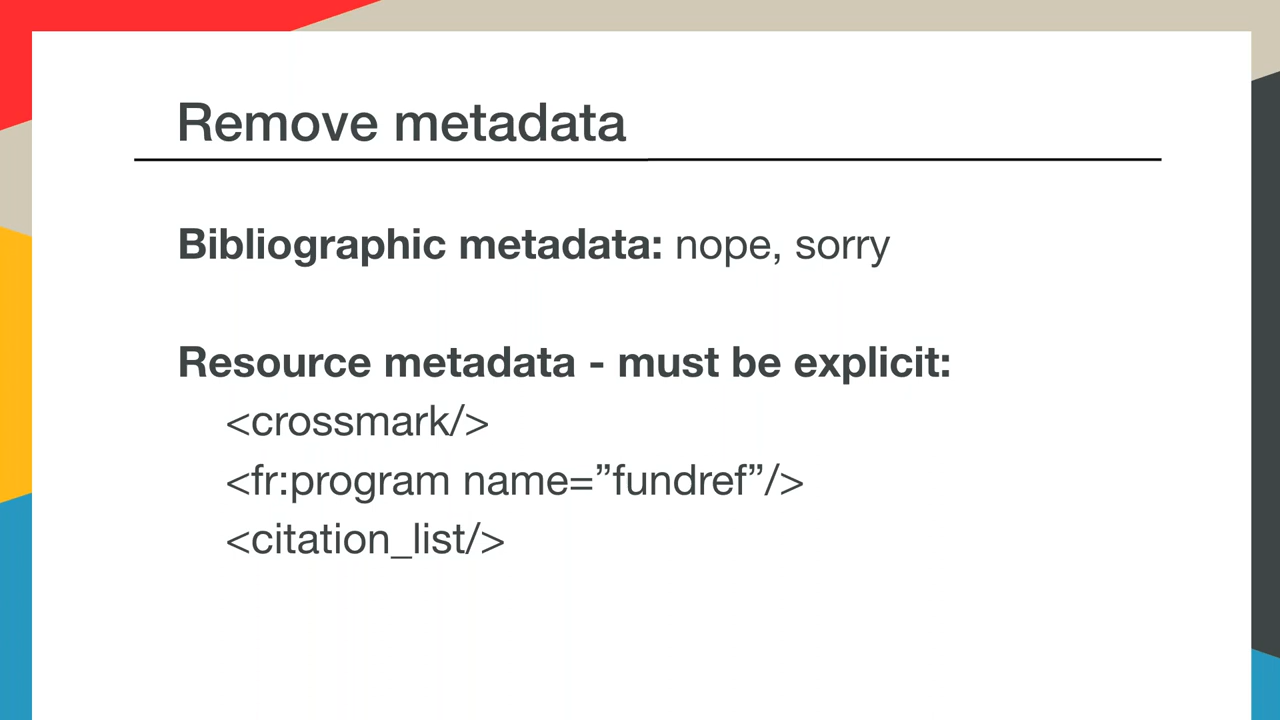 Remove metadata
Bibliographic metadata: nope, sorry
Resource metadata - must be explicit:
<crossmark/>
<fr:program name=”fundref”/>
<citation_list/>